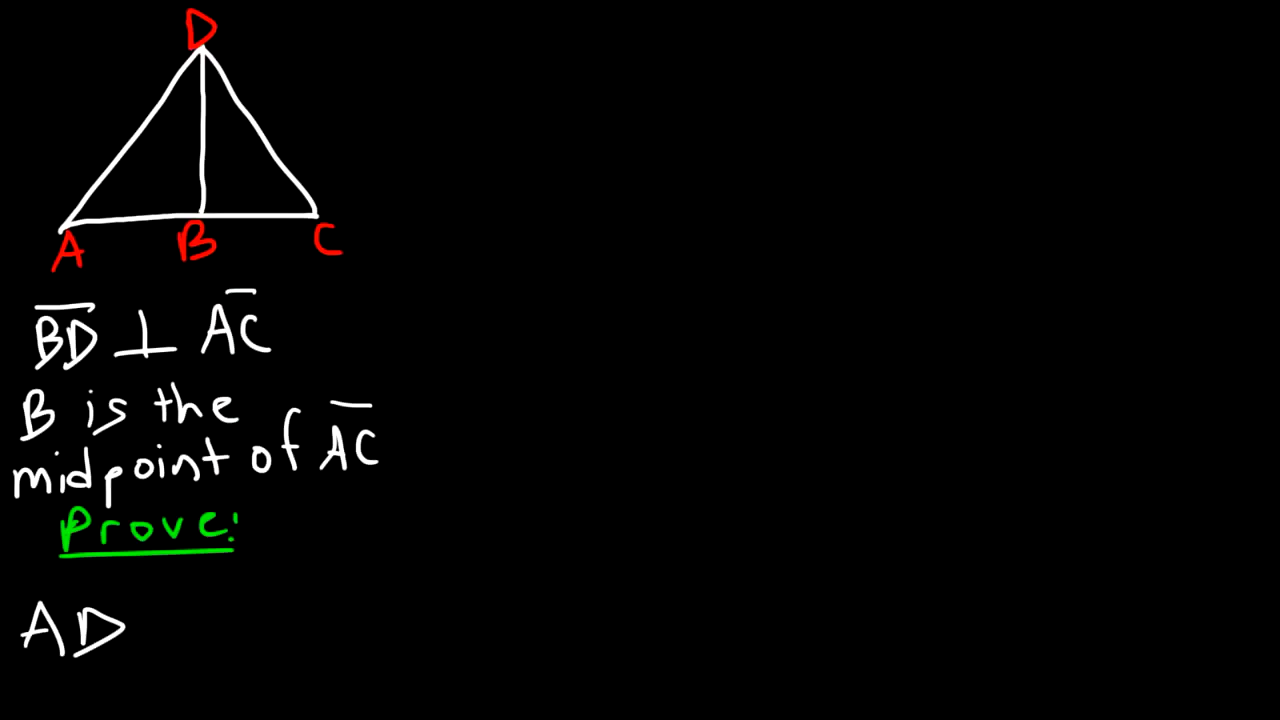 D
A B C
BD ⊥ AC
B is the
midpoint of AC
Prove:
AD